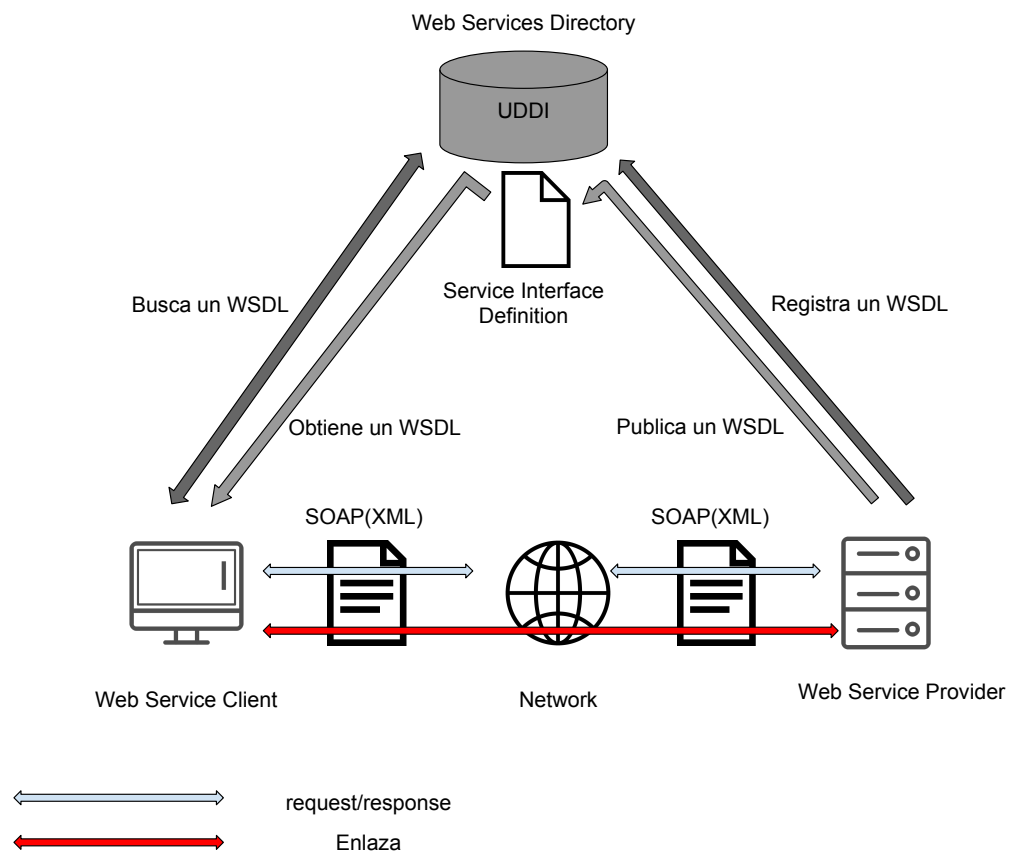 Web Services Directory
UDDI
Busca un WSDL
Service Interface
Definition
Registra un WSDL
Obtiene un WSDL
Publica un WSDL
SOAP(XML)
SOAP(XML)
Web Service Client
Network
Web Service Provider
request/response
Enlaza